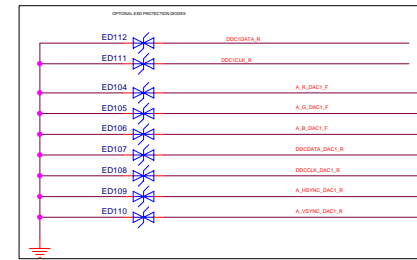 OPTIONAL ESD PROTECTION DIODES
ED112 DDC1DATA_R
ED111 DDC1CLK_R
ED104 A_R_DAC1_F
ED105 A_G_DAC1_F
ED106 A_B_DAC1_F
ED107 DDCDATA_DAC1_R
ED108 DDCCLK_DAC1_R
ED109 A_HSYNC_DAC1_R
ED110 A_VSYNC_DAC1_R